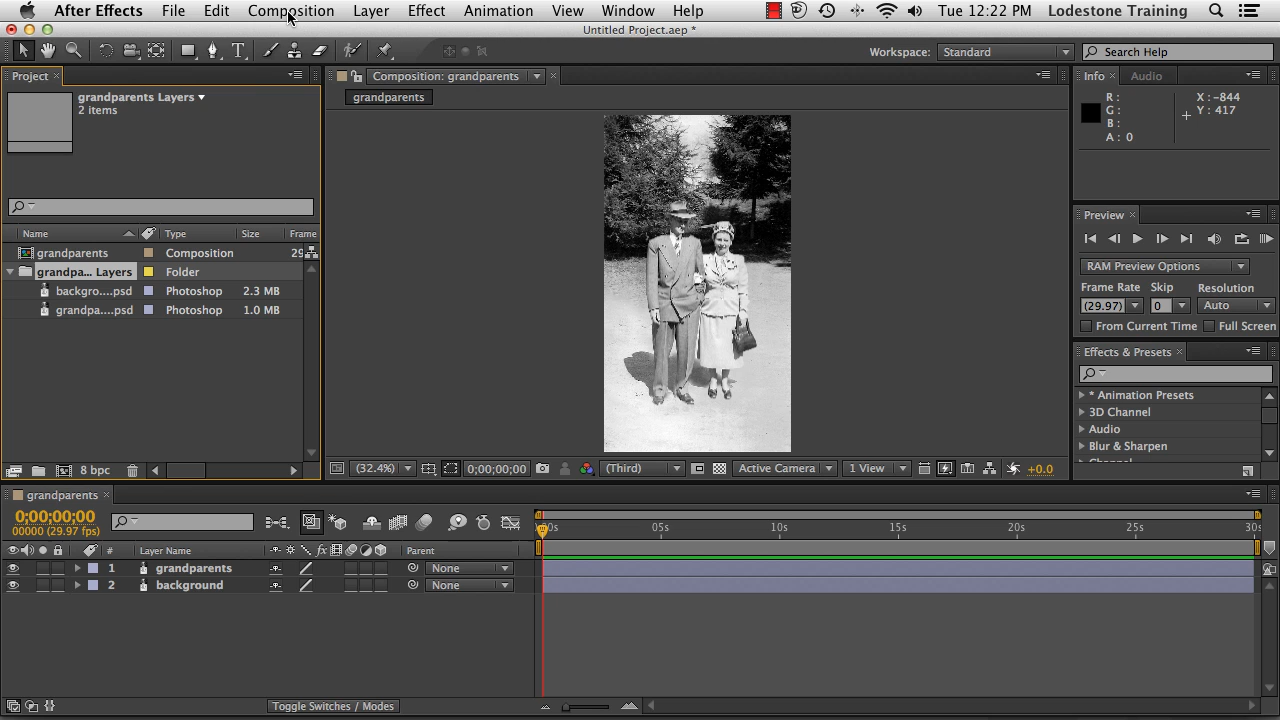 After Effects File Edit Composition Layer Effect Animation View Window Help Tue 12:22 PM Lodestone Training
Untitled Project.aep *
T Workspace: Standard Search Help
Project × Composition: grandparents × Info × Audio
grandparents Layers
2 items
grandparents
R :
G :
B :
A : 0
X : -844
Y : 417
Preview ×
Name Type Size Frame
grandparents Composition 29
grandpa... Layers Folder
backgro....psd Photoshop 2.3 MB
grandpa....psd Photoshop 1.0 MB
RAM Preview Options
Frame Rate Skip Resolution
(29.97) 0 Auto
From Current Time Full Screen
Effects & Presets ×
* Animation Presets
3D Channel
Audio
Blur & Sharpen
Channel
8 bpc
(32.4%) 0;00;00;00 (Third) Active Camera 1 View +0.0
grandparents ×
0;00;00;00
00000 (29.97 fps)
00s 05s 10s 15s 20s 25s 30s
# Layer Name fx Parent
1 grandparents None
2 background None
Toggle Switches / Modes